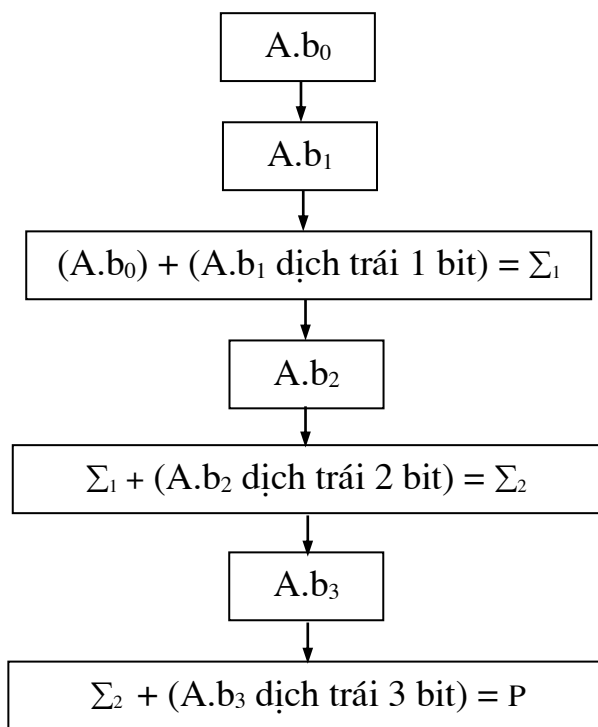 A.b₀
A.b₁
(A.b₀) + (A.b₁ dịch trái 1 bit) = ∑₁
A.b₂
∑₁ + (A.b₂ dịch trái 2 bit) = ∑₂
A.b₃
∑₂ + (A.b₃ dịch trái 3 bit) = P